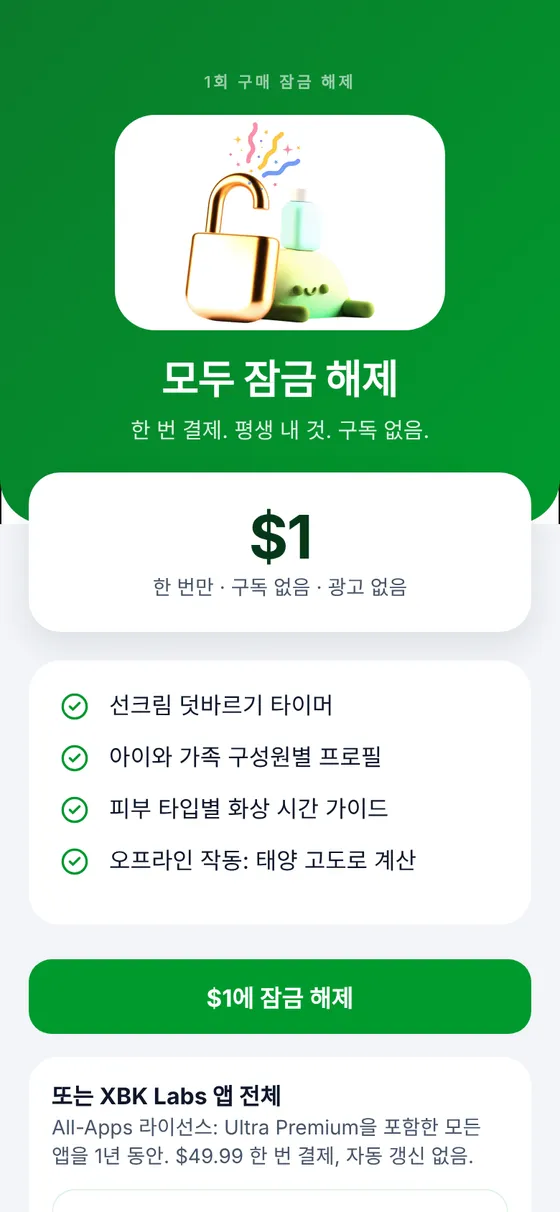 1회 구매 잠금 해제
모두 잠금 해제
한 번 결제. 평생 내 것. 구독 없음.
$1
한 번만 · 구독 없음 · 광고 없음
선크림 덧바르기 타이머
아이와 가족 구성원별 프로필
피부 타입별 화상 시간 가이드
오프라인 작동: 태양 고도로 계산
$1에 잠금 해제
또는 XBK Labs 앱 전체
All-Apps 라이선스: Ultra Premium을 포함한 모든
앱을 1년 동안. $49.99 한 번 결제, 자동 갱신 없음.